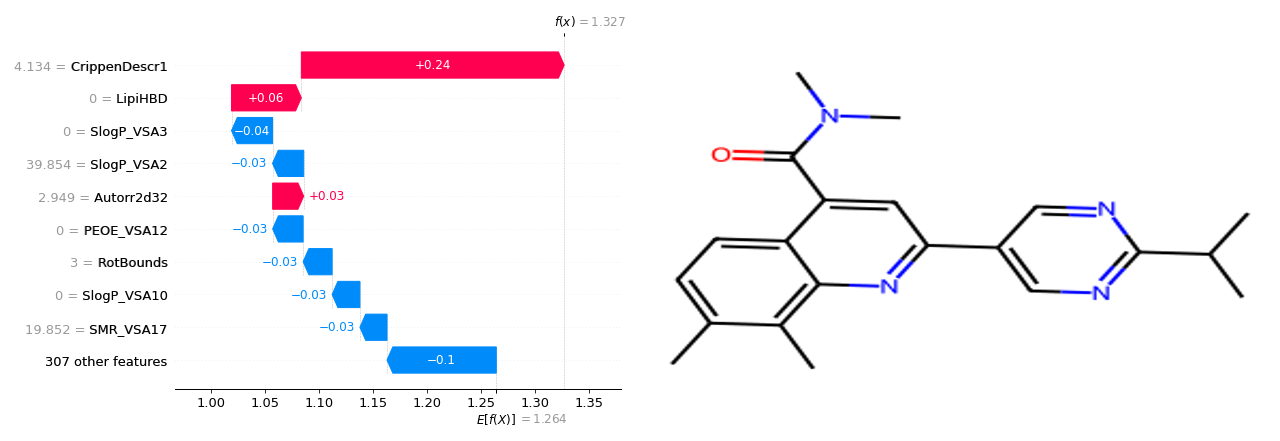 f(x) = 1.327
4.134 = CrippenDescr1
+0.24
0 = LipiHBD
+0.06
0 = SlogP_VSA3
−0.04
39.854 = SlogP_VSA2
−0.03
2.949 = Autorr2d32
+0.03
0 = PEOE_VSA12
−0.03
3 = RotBounds
−0.03
0 = SlogP_VSA10
−0.03
19.852 = SMR_VSA17
−0.03
307 other features
−0.1
1.00 1.05 1.10 1.15 1.20 1.25 1.30 1.35
E[f(X)] = 1.264
N
O
N
N
N
N